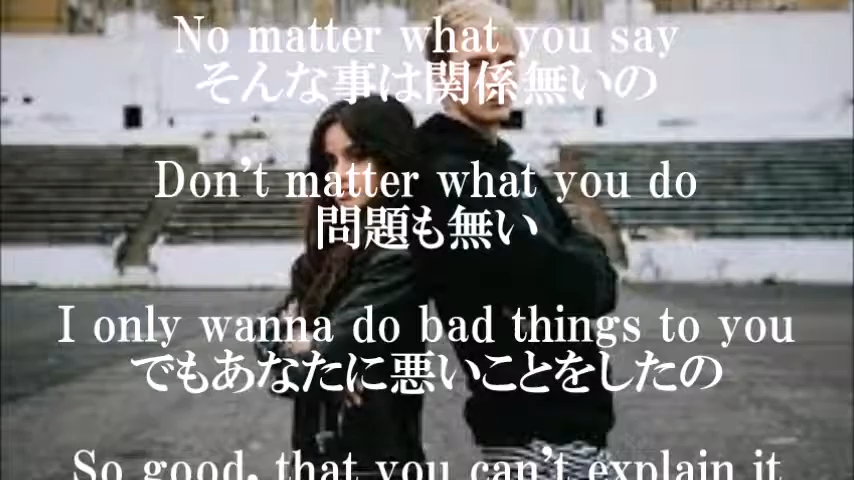 No matter what you say
そんな事は関係無いの
Don't matter what you do
問題も無い
I only wanna do bad things to you
でもあなたに悪いことをしたの
So good, that you can't explain it